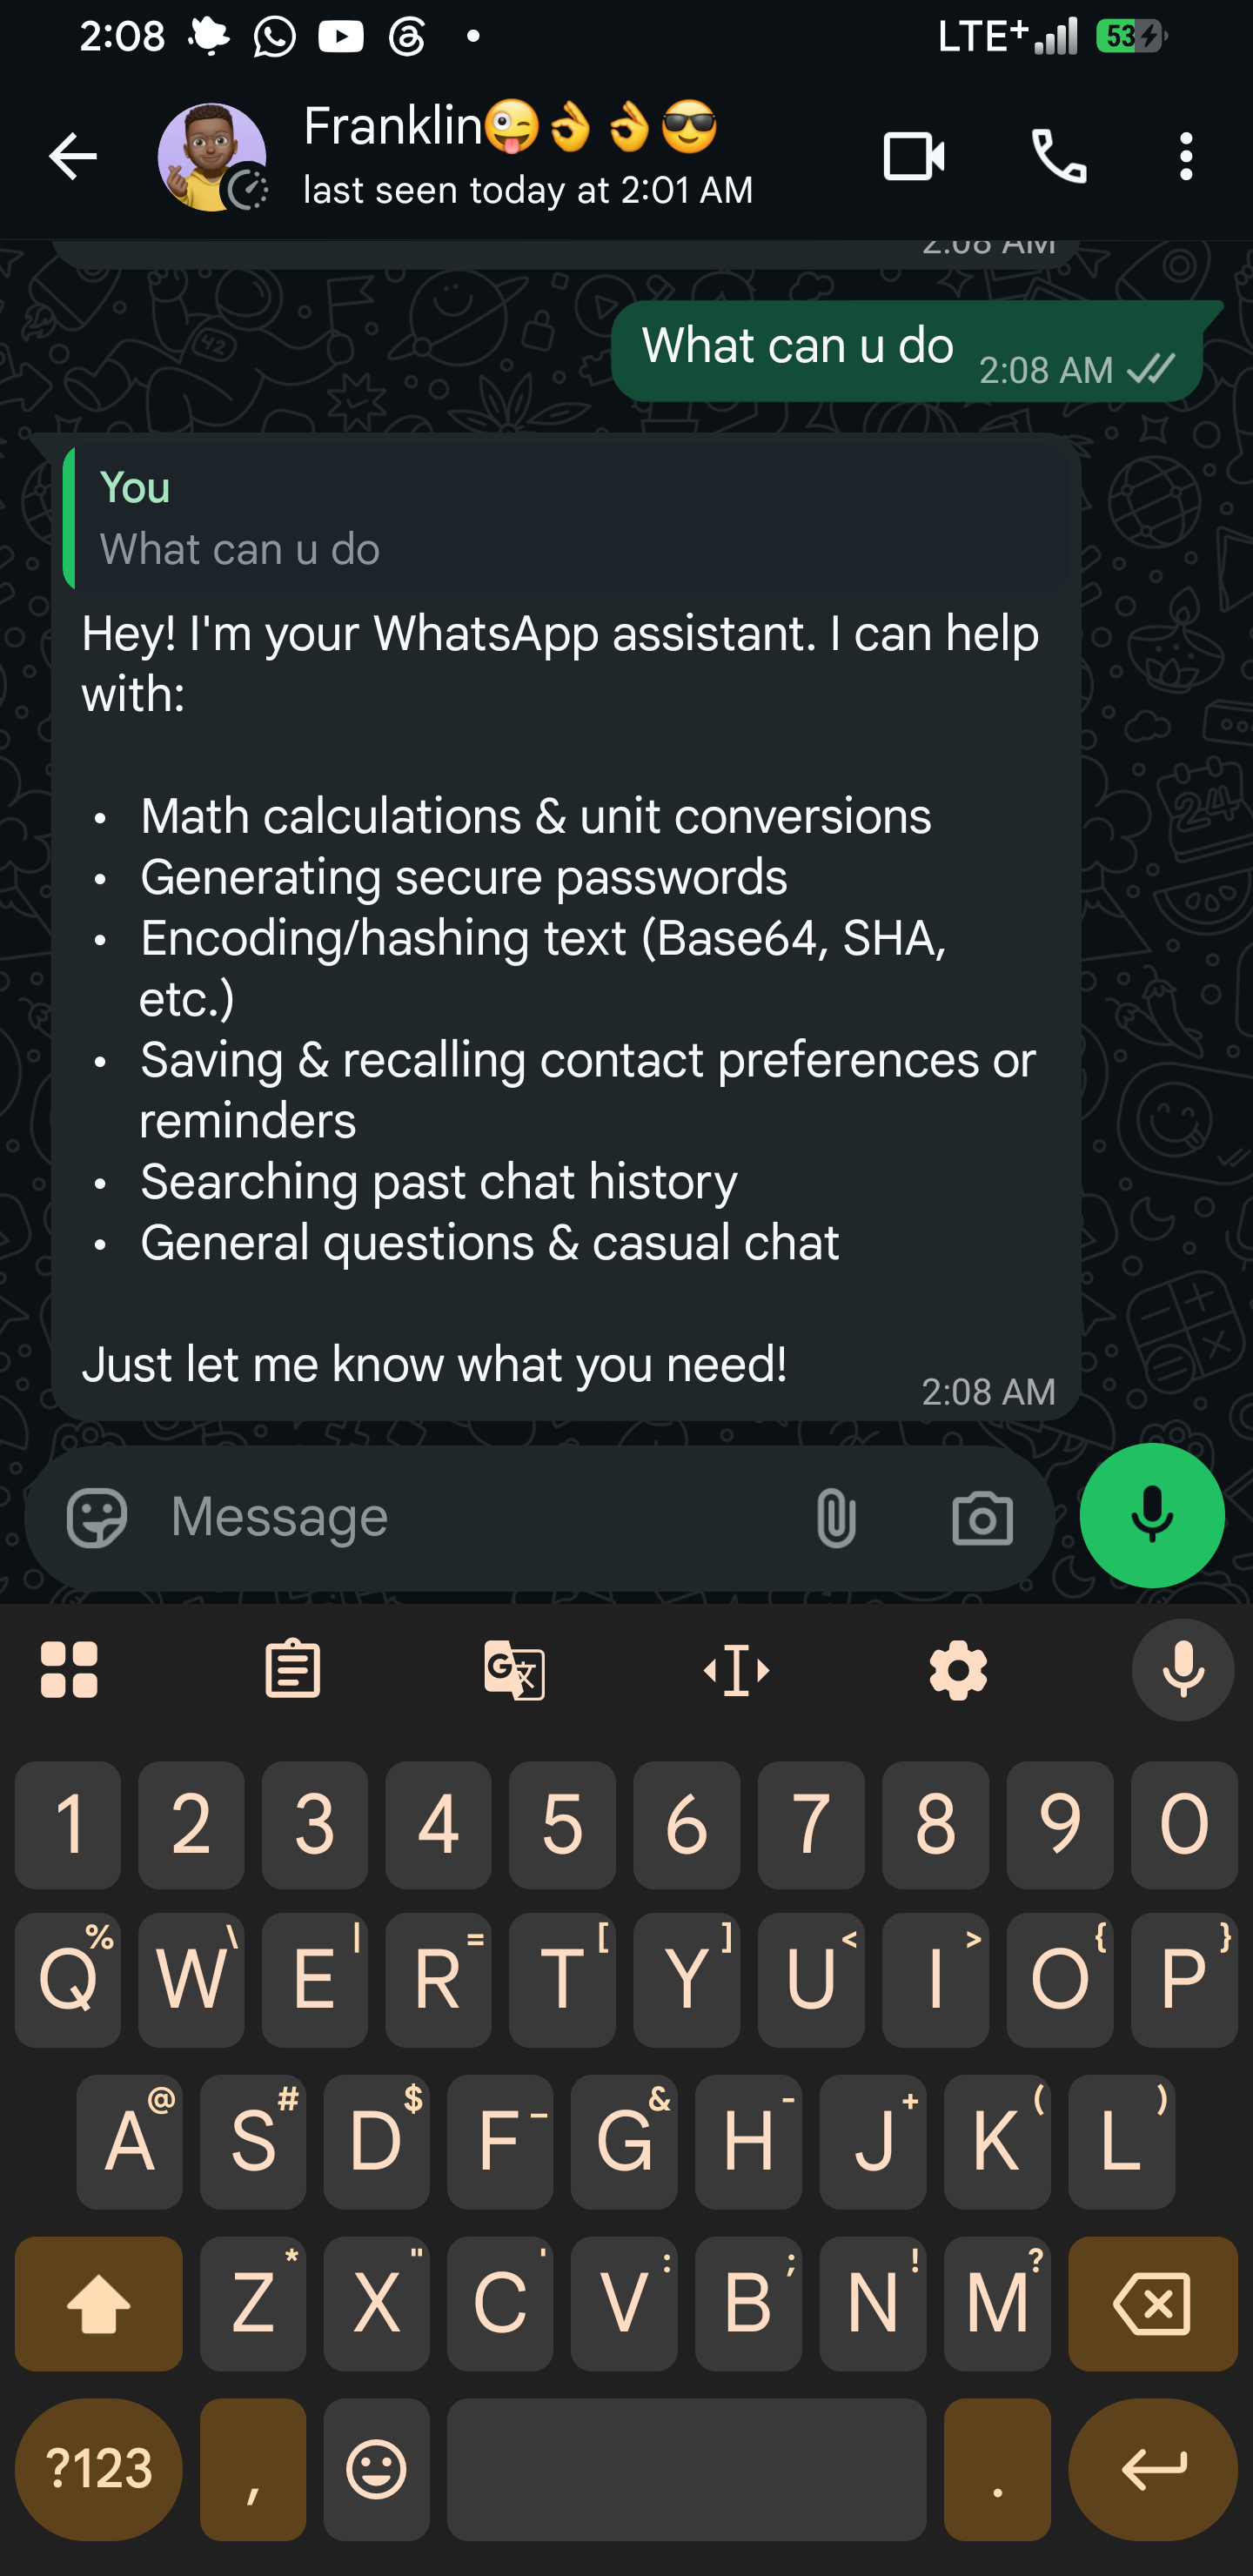 2:08 LTE+ 53
Franklin😜👌👌😎
last seen today at 2:01 AM
2:08 AM
What can u do 2:08 AM
You
What can u do
Hey! I'm your WhatsApp assistant. I can help
with:
• Math calculations & unit conversions
• Generating secure passwords
• Encoding/hashing text (Base64, SHA,
etc.)
• Saving & recalling contact preferences or
reminders
• Searching past chat history
• General questions & casual chat
Just let me know what you need!
2:08 AM
Message
1 2 3 4 5 6 7 8 9 0
Q % W \ E | R = T [ Y ] U < I > O { P }
A @ S # D $ F _ G & H - J + K ( L )
Z * X " C ' V : B ; N ! M ?
?123 , .